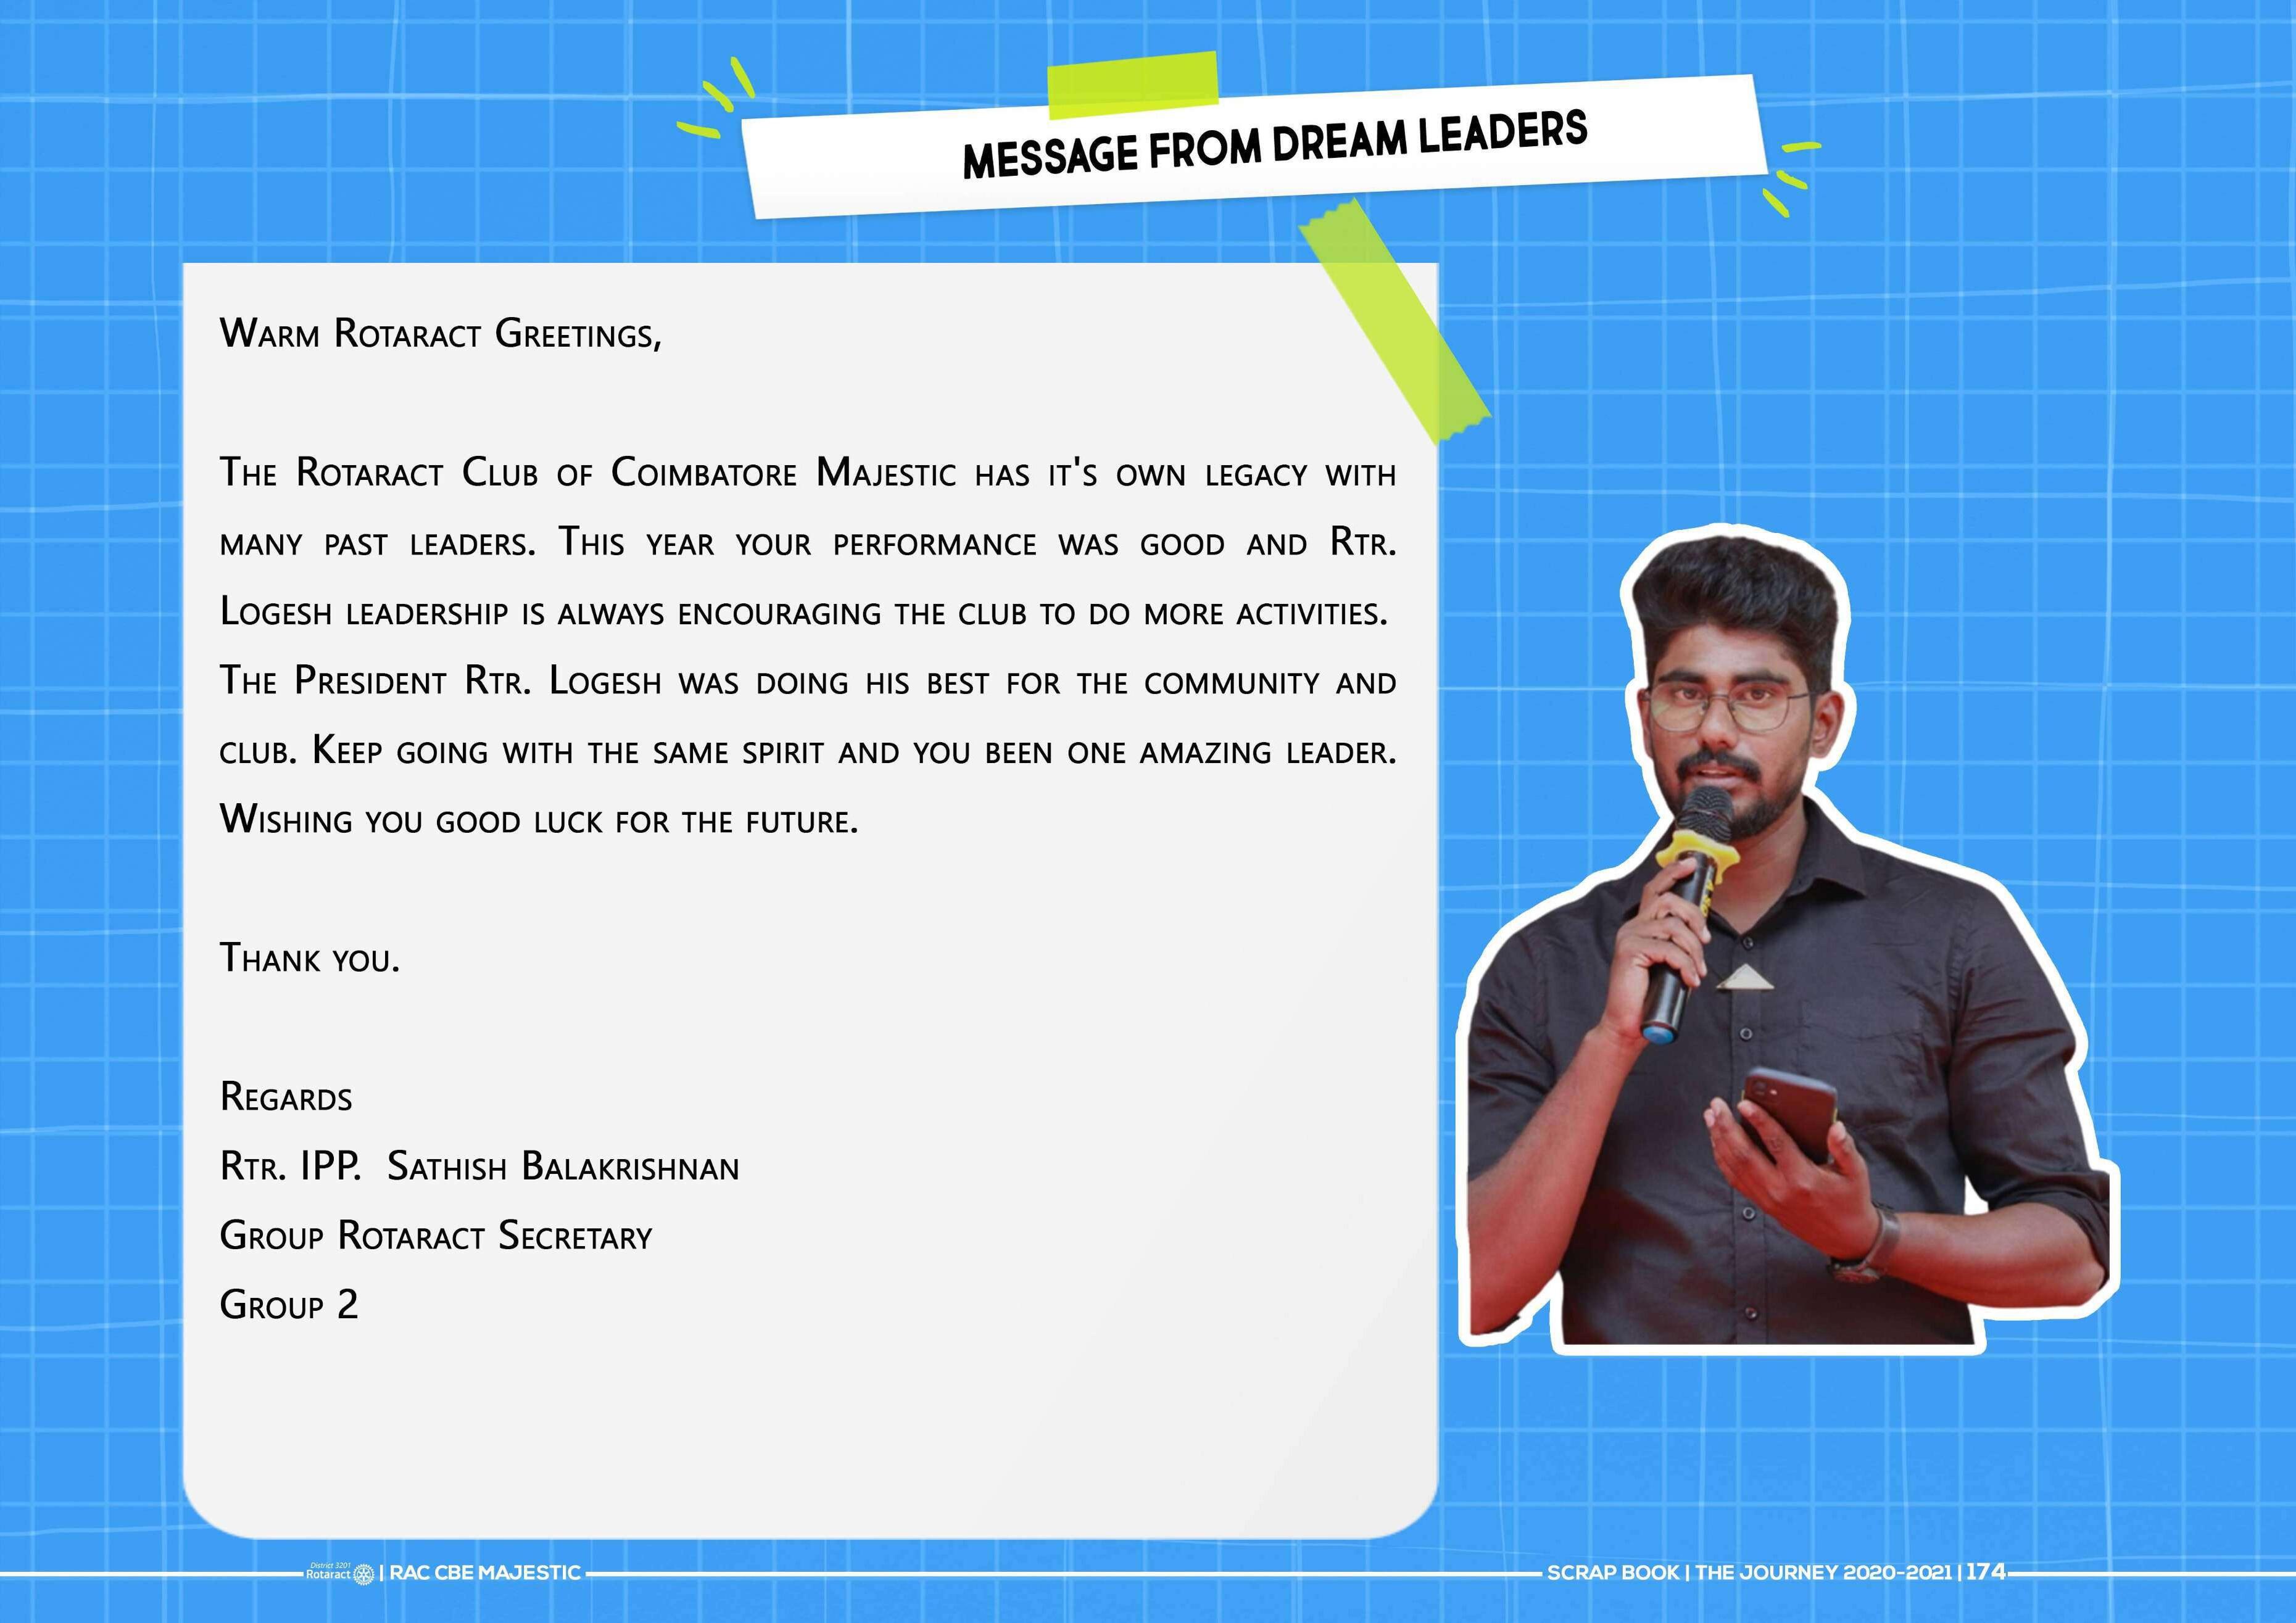 MESSAGE FROM DREAM LEADERS
Warm Rotaract Greetings,
The Rotaract Club of Coimbatore Majestic has it's own legacy with
many past leaders. This year your performance was good and Rtr.
Logesh leadership is always encouraging the club to do more activities.
The President Rtr. Logesh was doing his best for the community and
club. Keep going with the same spirit and you been one amazing leader.
Wishing you good luck for the future.
Thank you.
Regards
Rtr. IPP. Sathish Balakrishnan
Group Rotaract Secretary
Group 2
District 3201
Rotaract | RAC CBE MAJESTIC
SCRAP BOOK | THE JOURNEY 2020-2021 | 174